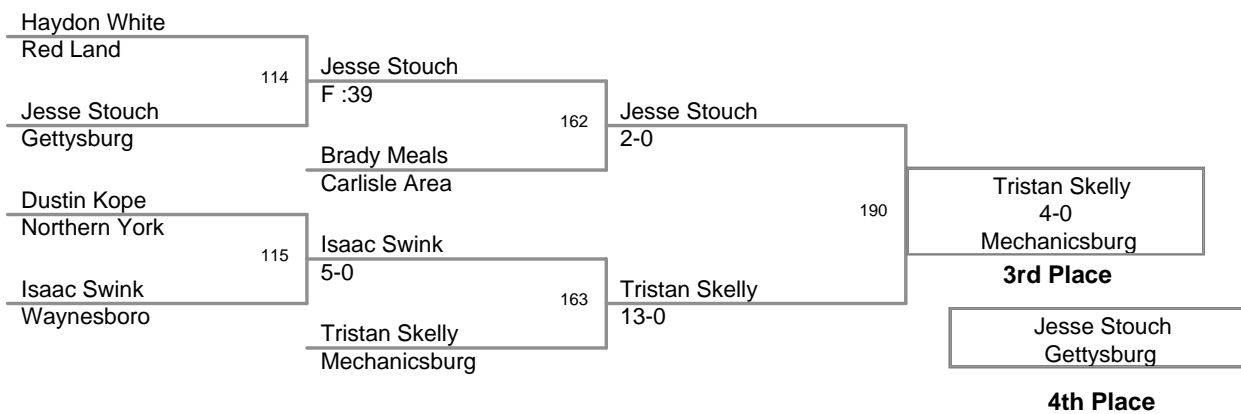 Haydon White
Red Land
114
Jesse Stouch
F :39
Jesse Stouch
Gettysburg
162
Jesse Stouch
2-0
Brady Meals
Carlisle Area
Dustin Kope
Northern York
190
Tristan Skelly
4-0
Mechanicsburg
3rd Place
115
Isaac Swink
5-0
Isaac Swink
Waynesboro
163
Tristan Skelly
13-0
Tristan Skelly
Mechanicsburg
Jesse Stouch
Gettysburg
4th Place